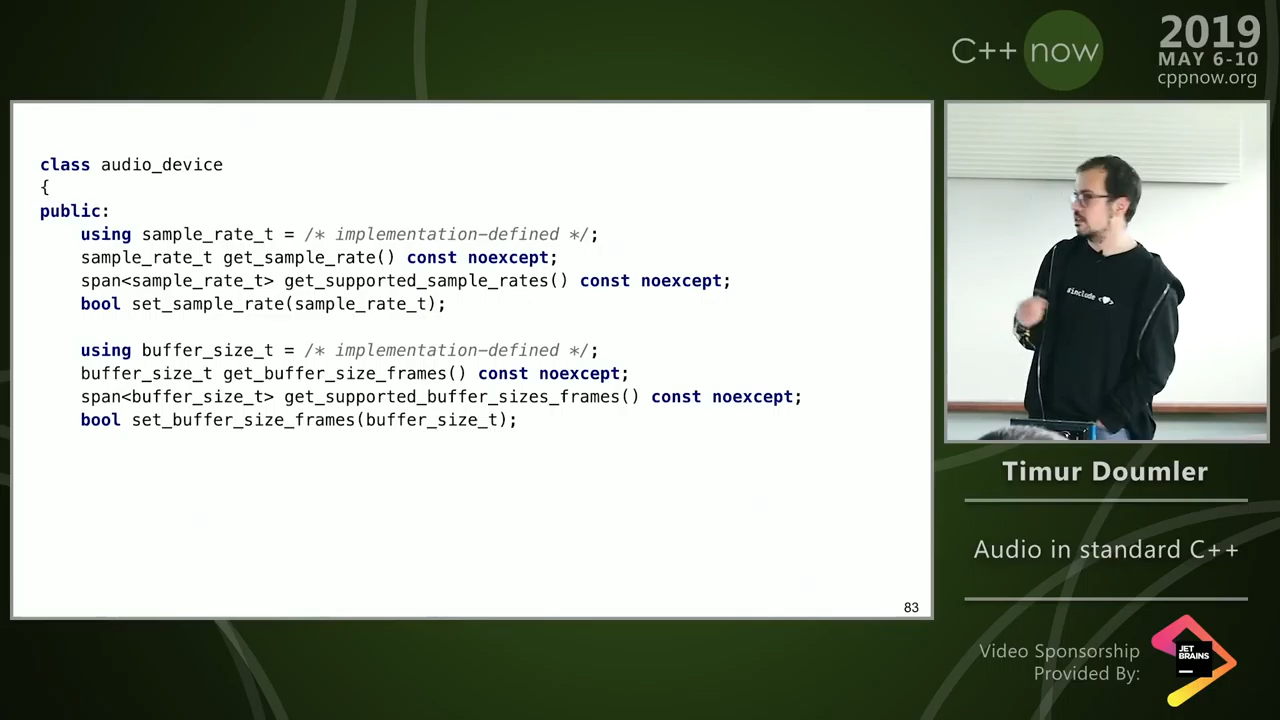 C++ now
2019
MAY 6-10
cppnow.org
class audio_device
{
public:
    using sample_rate_t = /* implementation-defined */;
    sample_rate_t get_sample_rate() const noexcept;
    span<sample_rate_t> get_supported_sample_rates() const noexcept;
    bool set_sample_rate(sample_rate_t);
    using buffer_size_t = /* implementation-defined */;
    buffer_size_t get_buffer_size_frames() const noexcept;
    span<buffer_size_t> get_supported_buffer_sizes_frames() const noexcept;
    bool set_buffer_size_frames(buffer_size_t);
83
#include <
Timur Doumler
Audio in standard C++
Video Sponsorship
Provided By:
JET
BRAINS